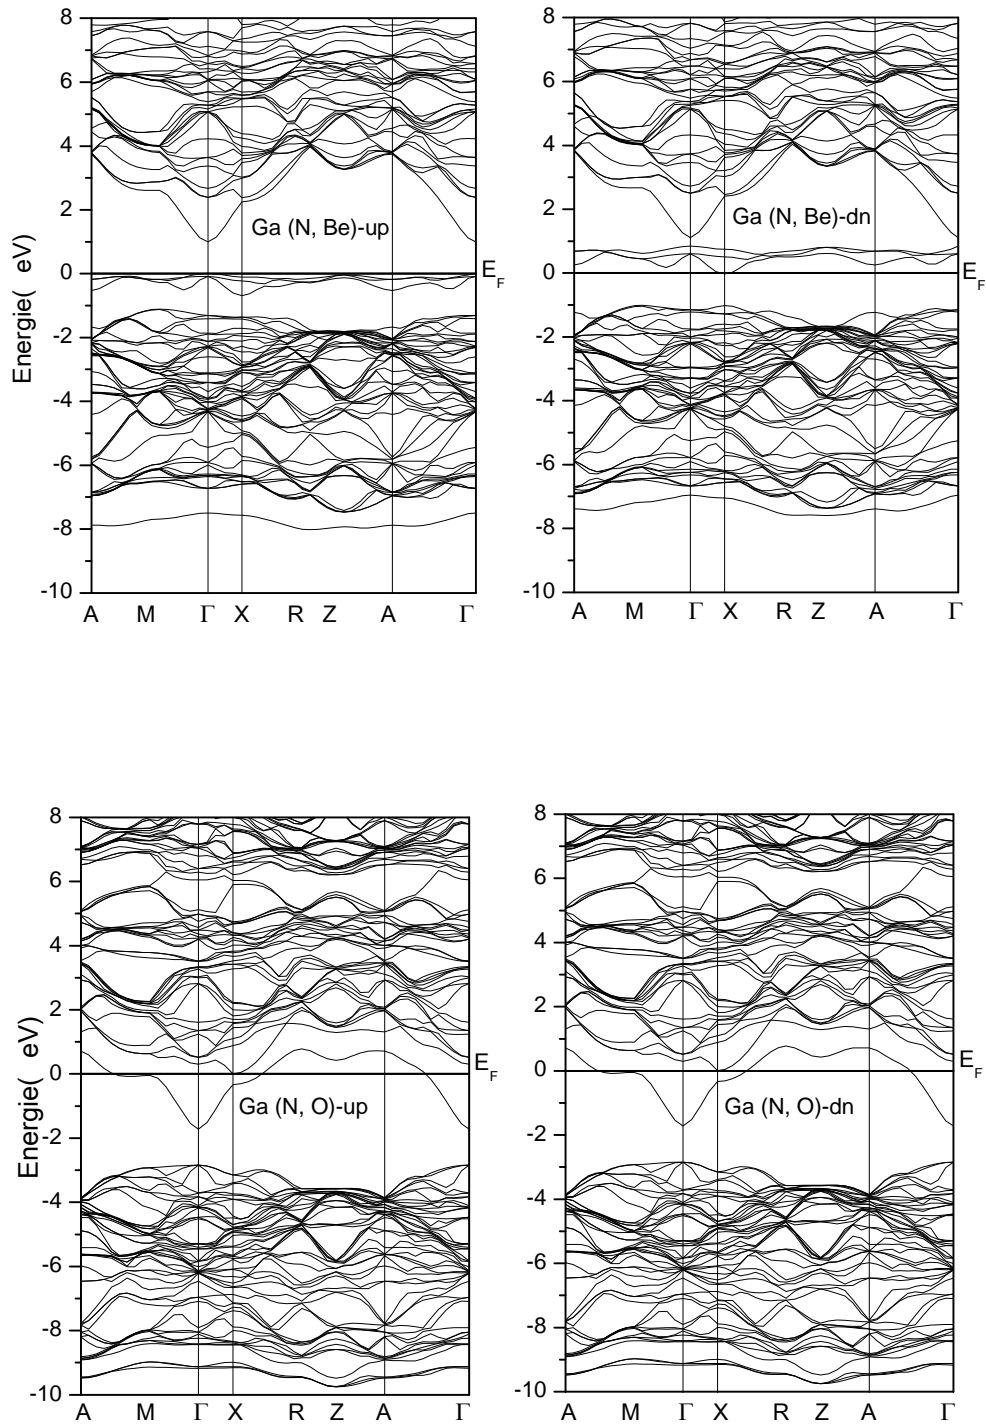 8
6
4
2
0
-2
-4
-6
-8
-10
Energie( eV)
Ga (N, Be)-up
E_F
A M Γ X R Z A Γ
8
6
4
2
0
-2
-4
-6
-8
-10
Ga (N, Be)-dn
E_F
A M Γ X R Z A Γ
8
6
4
2
0
-2
-4
-6
-8
-10
Energie( eV)
Ga (N, O)-up
E_F
A M Γ X R Z A Γ
8
6
4
2
0
-2
-4
-6
-8
-10
Ga (N, O)-dn
E_F
A M Γ X R Z A Γ